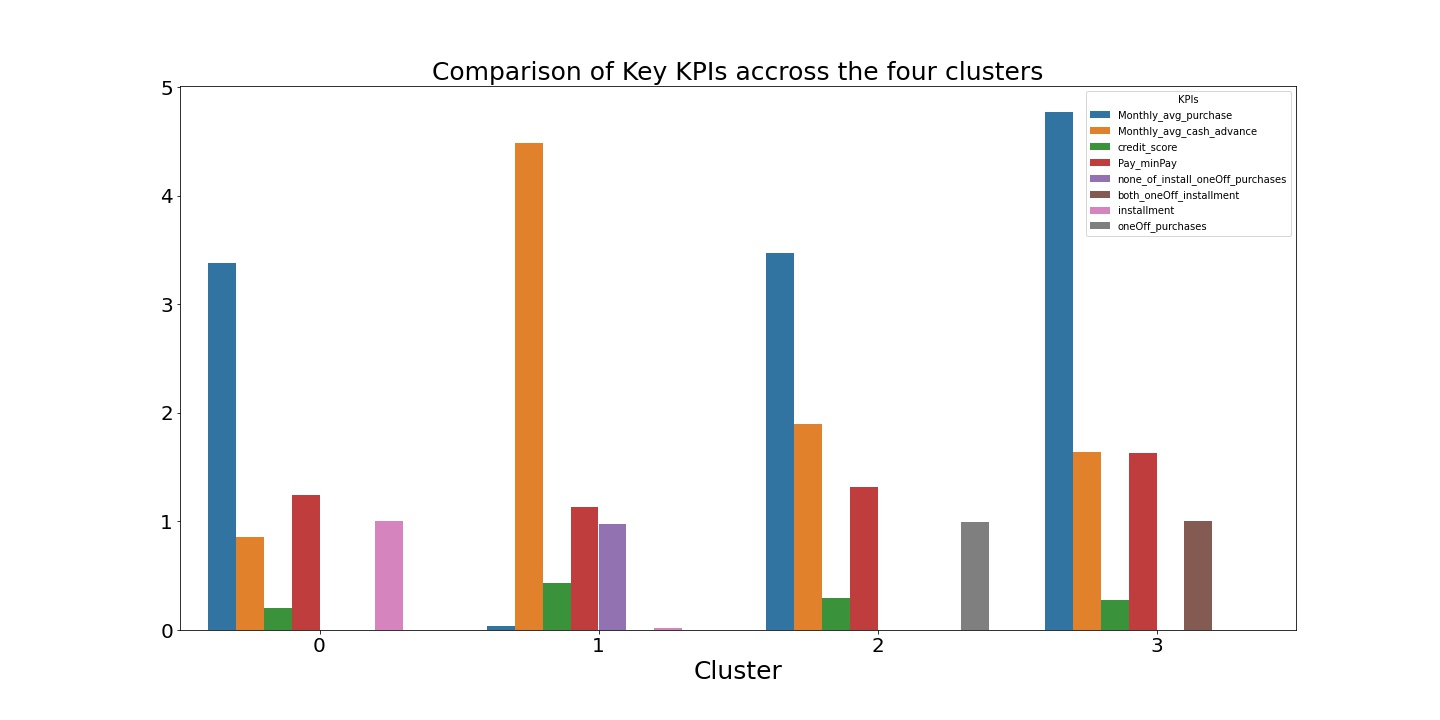 Comparison of Key KPIs accross the four clusters
5
4
3
2
1
0
KPIs
Monthly_avg_purchase
Monthly_avg_cash_advance
credit_score
Pay_minPay
none_of_install_oneOff_purchases
both_oneOff_installment
installment
oneOff_purchases
0 1 2 3
Cluster